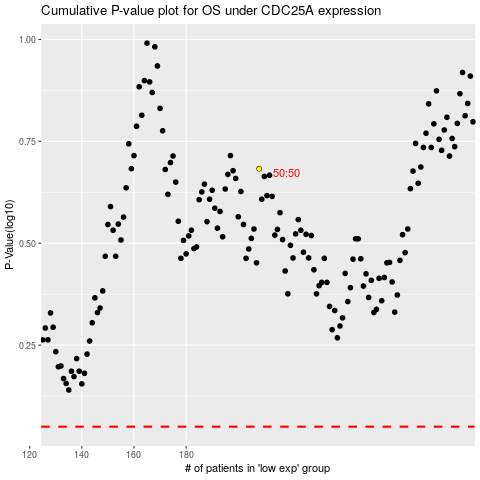 Cumulative P-value plot for OS under CDC25A expression
P-Value(log10)
1.00
0.75
0.50
0.25
50:50
120 140 160 180
# of patients in 'low exp' group